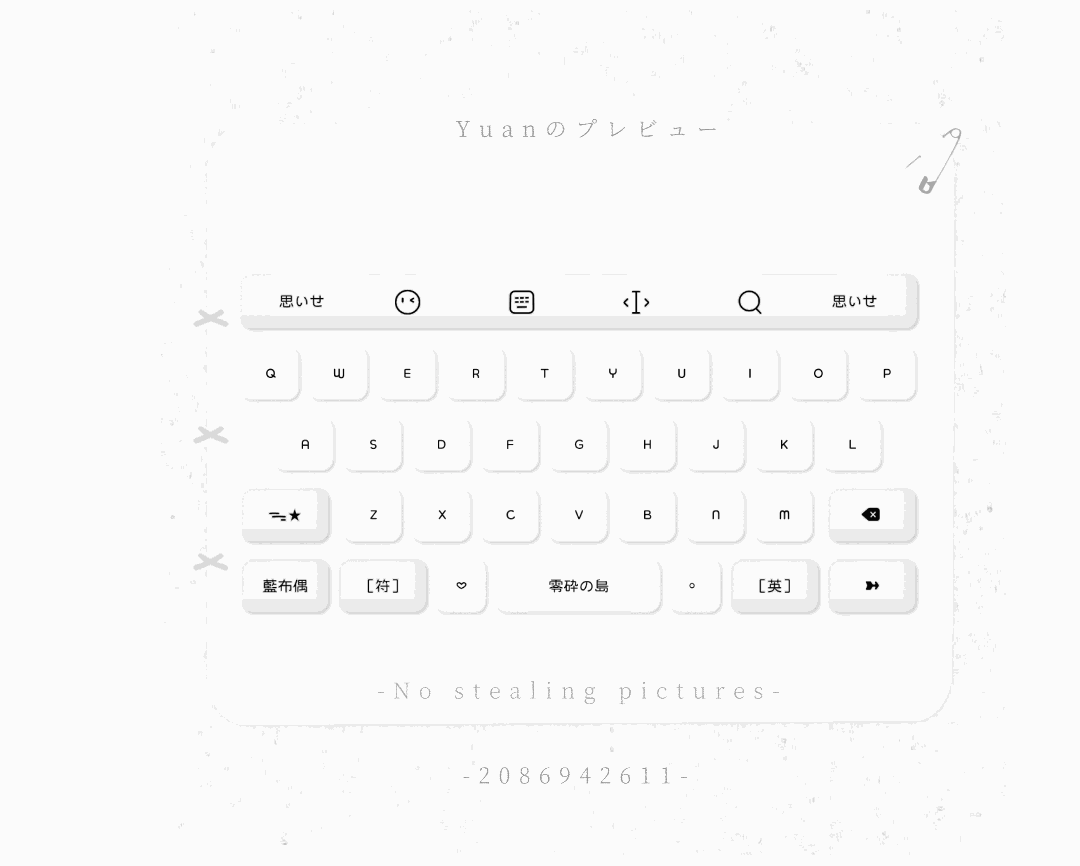 Yuanのプレビュー
思いせ 思いせ
Q W E R T Y U I O P
A S D F G H J K L
Z X C V B N M
藍布偶 [符] 零砕の島 [英]
-No stealing pictures-
-2086942611-